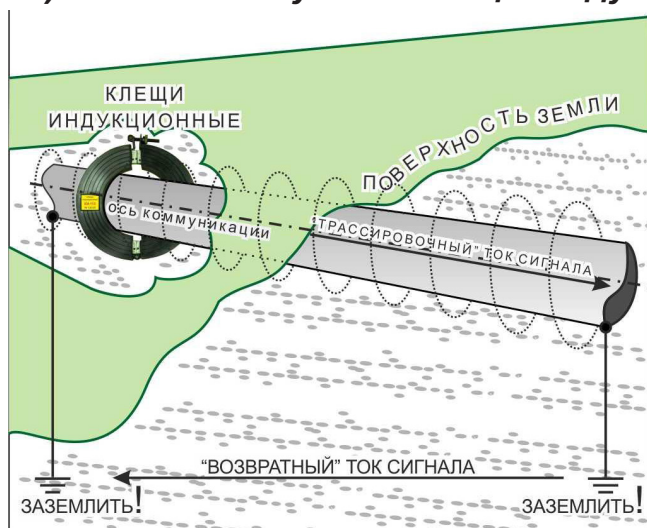 КЛЕЩИ
ИНДУКЦИОННЫЕ
ПОВЕРХНОСТЬ ЗЕМЛИ
ось коммуникации
"ТРАССИРОВОЧНЫЙ" ТОК СИГНАЛА
"ВОЗВРАТНЫЙ" ТОК СИГНАЛА
ЗАЗЕМЛИТЬ!
ЗАЗЕМЛИТЬ!